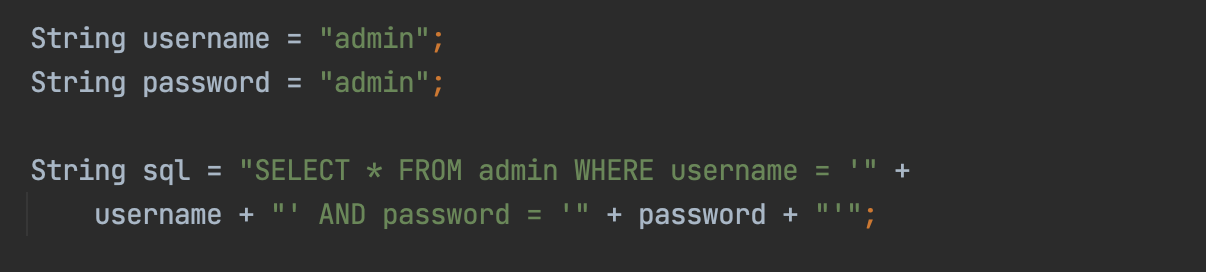 String username = "admin";
String password = "admin";
String sql = "SELECT * FROM admin WHERE username = '" +
username + "' AND password = '" + password + "'";